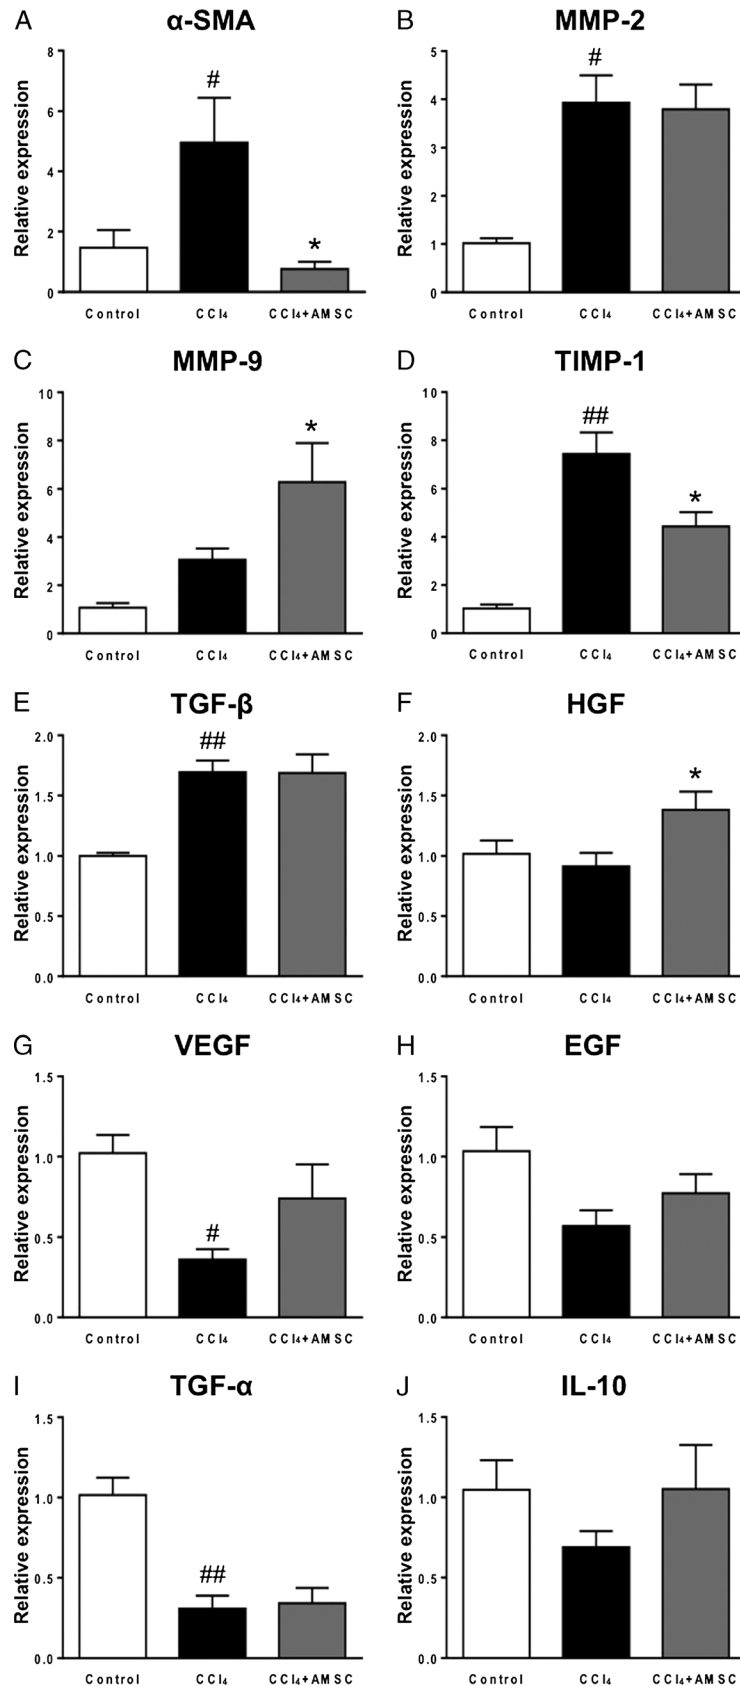 A
α-SMA
Relative expression
8
6
4
2
0
#
*
Control
CCl₄
CCl₄+AMSC
B
MMP-2
Relative expression
5
4
3
2
1
0
#
Control
CCl₄
CCl₄+AMSC
C
MMP-9
Relative expression
10
8
6
4
2
0
*
Control
CCl₄
CCl₄+AMSC
D
TIMP-1
Relative expression
10
8
6
4
2
0
##
*
Control
CCl₄
CCl₄+AMSC
E
TGF-β
Relative expression
2.0
1.5
1.0
0.5
0.0
##
Control
CCl₄
CCl₄+AMSC
F
HGF
Relative expression
2.0
1.5
1.0
0.5
0.0
*
Control
CCl₄
CCl₄+AMSC
G
VEGF
Relative expression
1.5
1.0
0.5
0.0
#
Control
CCl₄
CCl₄+AMSC
H
EGF
Relative expression
1.5
1.0
0.5
0.0
Control
CCl₄
CCl₄+AMSC
I
TGF-α
Relative expression
1.5
1.0
0.5
0.0
##
Control
CCl₄
CCl₄+AMSC
J
IL-10
Relative expression
1.5
1.0
0.5
0.0
Control
CCl₄
CCl₄+AMSC